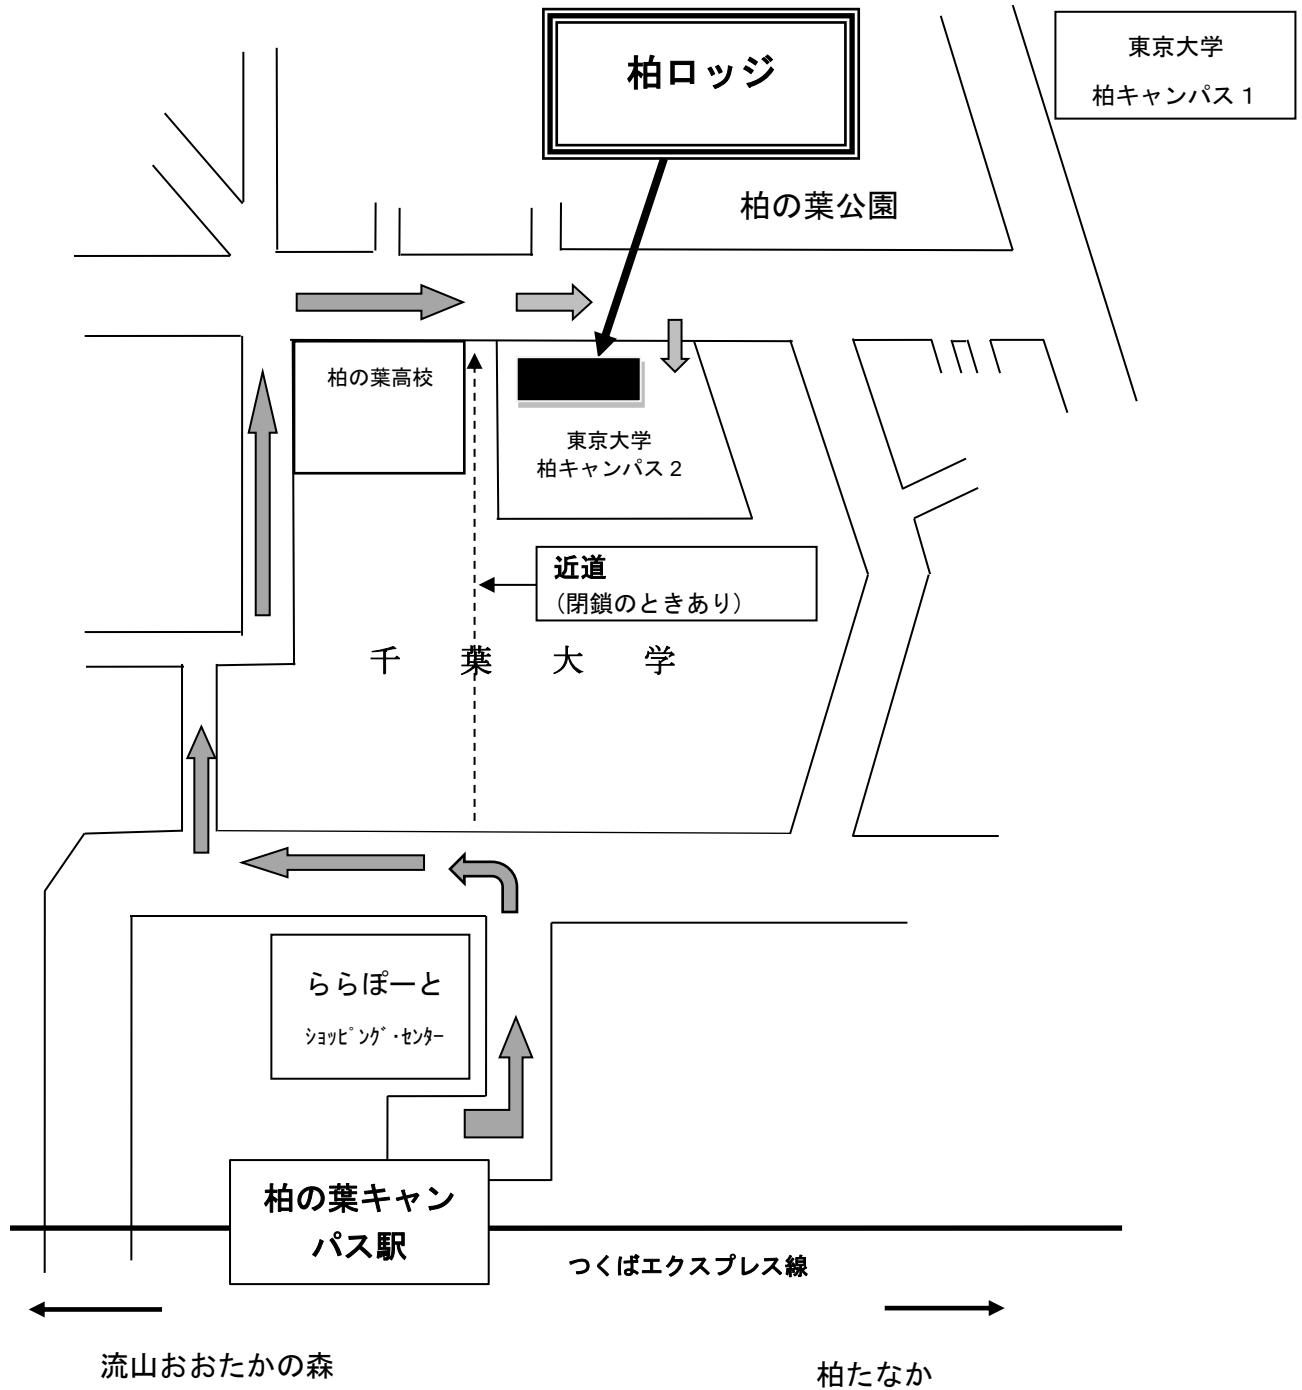 柏ロッジ
東京大学
柏キャンパス１
柏の葉公園
柏の葉高校
東京大学
柏キャンパス２
近道
（閉鎖のときあり）
千葉大学
ららぽーと
ｼｮｯﾋﾟﾝｸﾞ･ｾﾝﾀｰ
柏の葉キャン
パス駅
つくばエクスプレス線
流山おおたかの森
柏たなか